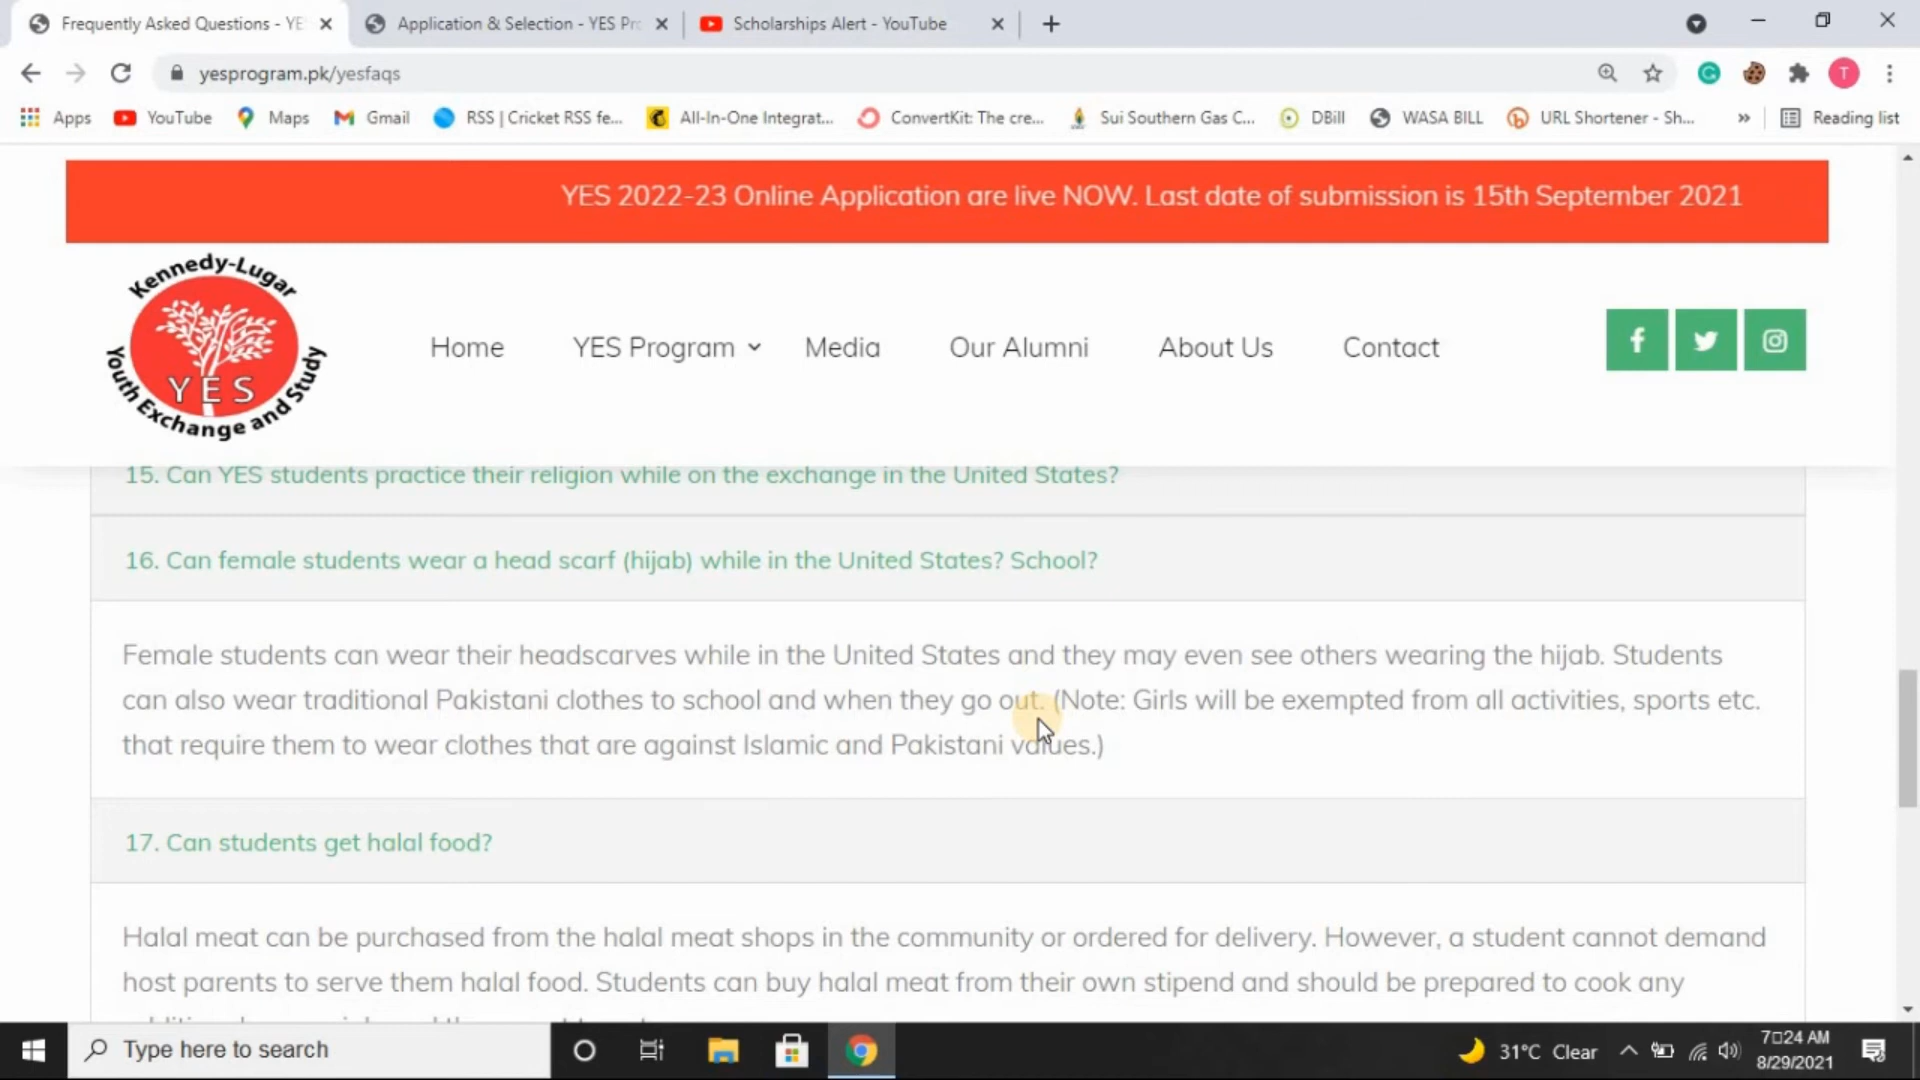 Frequently Asked Questions - YE
Application & Selection - YES Pr
Scholarships Alert - YouTube
yesprogram.pk/yesfaqs
T
Apps
YouTube
Maps
Gmail
RSS | Cricket RSS fe...
All-In-One Integrat...
ConvertKit: The cre...
Sui Southern Gas C...
DBill
WASA BILL
URL Shortener - Sh...
»
Reading list
YES 2022-23 Online Application are live NOW. Last date of submission is 15th September 2021
Kennedy-Lugar
YES
Youth Exchange and Study
Home
YES Program
Media
Our Alumni
About Us
Contact
15. Can YES students practice their religion while on the exchange in the United States?
16. Can female students wear a head scarf (hijab) while in the United States? School?
Female students can wear their headscarves while in the United States and they may even see others wearing the hijab. Students
can also wear traditional Pakistani clothes to school and when they go out. (Note: Girls will be exempted from all activities, sports etc.
that require them to wear clothes that are against Islamic and Pakistani values.)
17. Can students get halal food?
Halal meat can be purchased from the halal meat shops in the community or ordered for delivery. However, a student cannot demand
host parents to serve them halal food. Students can buy halal meat from their own stipend and should be prepared to cook any
Type here to search
31°C Clear
7:24 AM
8/29/2021